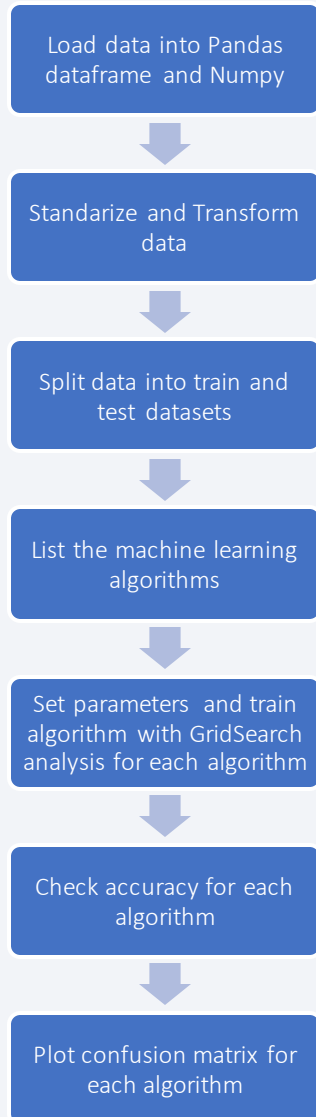 Load data into Pandas
dataframe and Numpy
Standarize and Transform
data
Split data into train and
test datasets
List the machine learning
algorithms
Set parameters and train
algorithm with GridSearch
analysis for each algorithm
Check accuracy for each
algorithm
Plot confusion matrix for
each algorithm